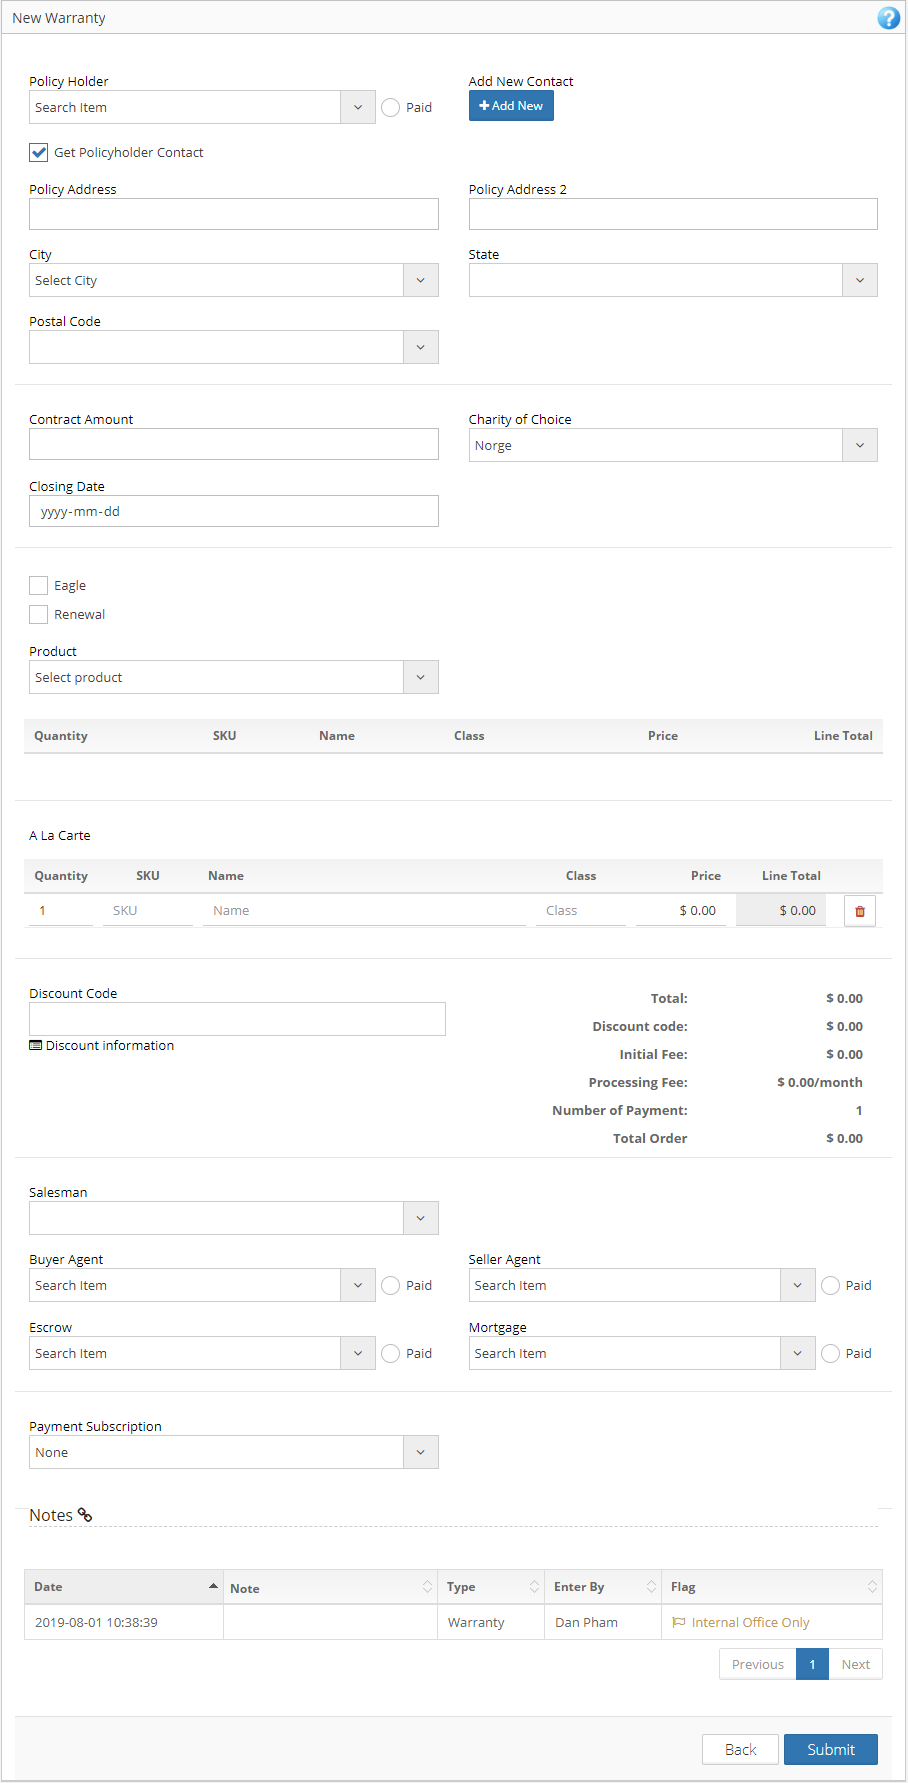 New Warranty
?
Policy Holder
Add New Contact
Search Item Paid
Add New
Get Policyholder Contact
Policy Address
Policy Address 2
City
State
Select City
Postal Code
Contract Amount
Charity of Choice
Norge
Closing Date
yyyy-mm-dd
Eagle
Renewal
Product
Select product
Quantity SKU Name Class Price Line Total
A La Carte
Quantity SKU Name Class Price Line Total
1 SKU Name Class $ 0.00 $ 0.00
Discount Code
Discount information
Total: $ 0.00
Discount code: $ 0.00
Initial Fee: $ 0.00
Processing Fee: $ 0.00/month
Number of Payment: 1
Total Order $ 0.00
Salesman
Buyer Agent
Seller Agent
Search Item Paid
Search Item Paid
Escrow
Mortgage
Search Item Paid
Search Item Paid
Payment Subscription
None
Notes
Date Note Type Enter By Flag
2019-08-01 10:38:39 Warranty Dan Pham Internal Office Only
Previous 1 Next
Back Submit